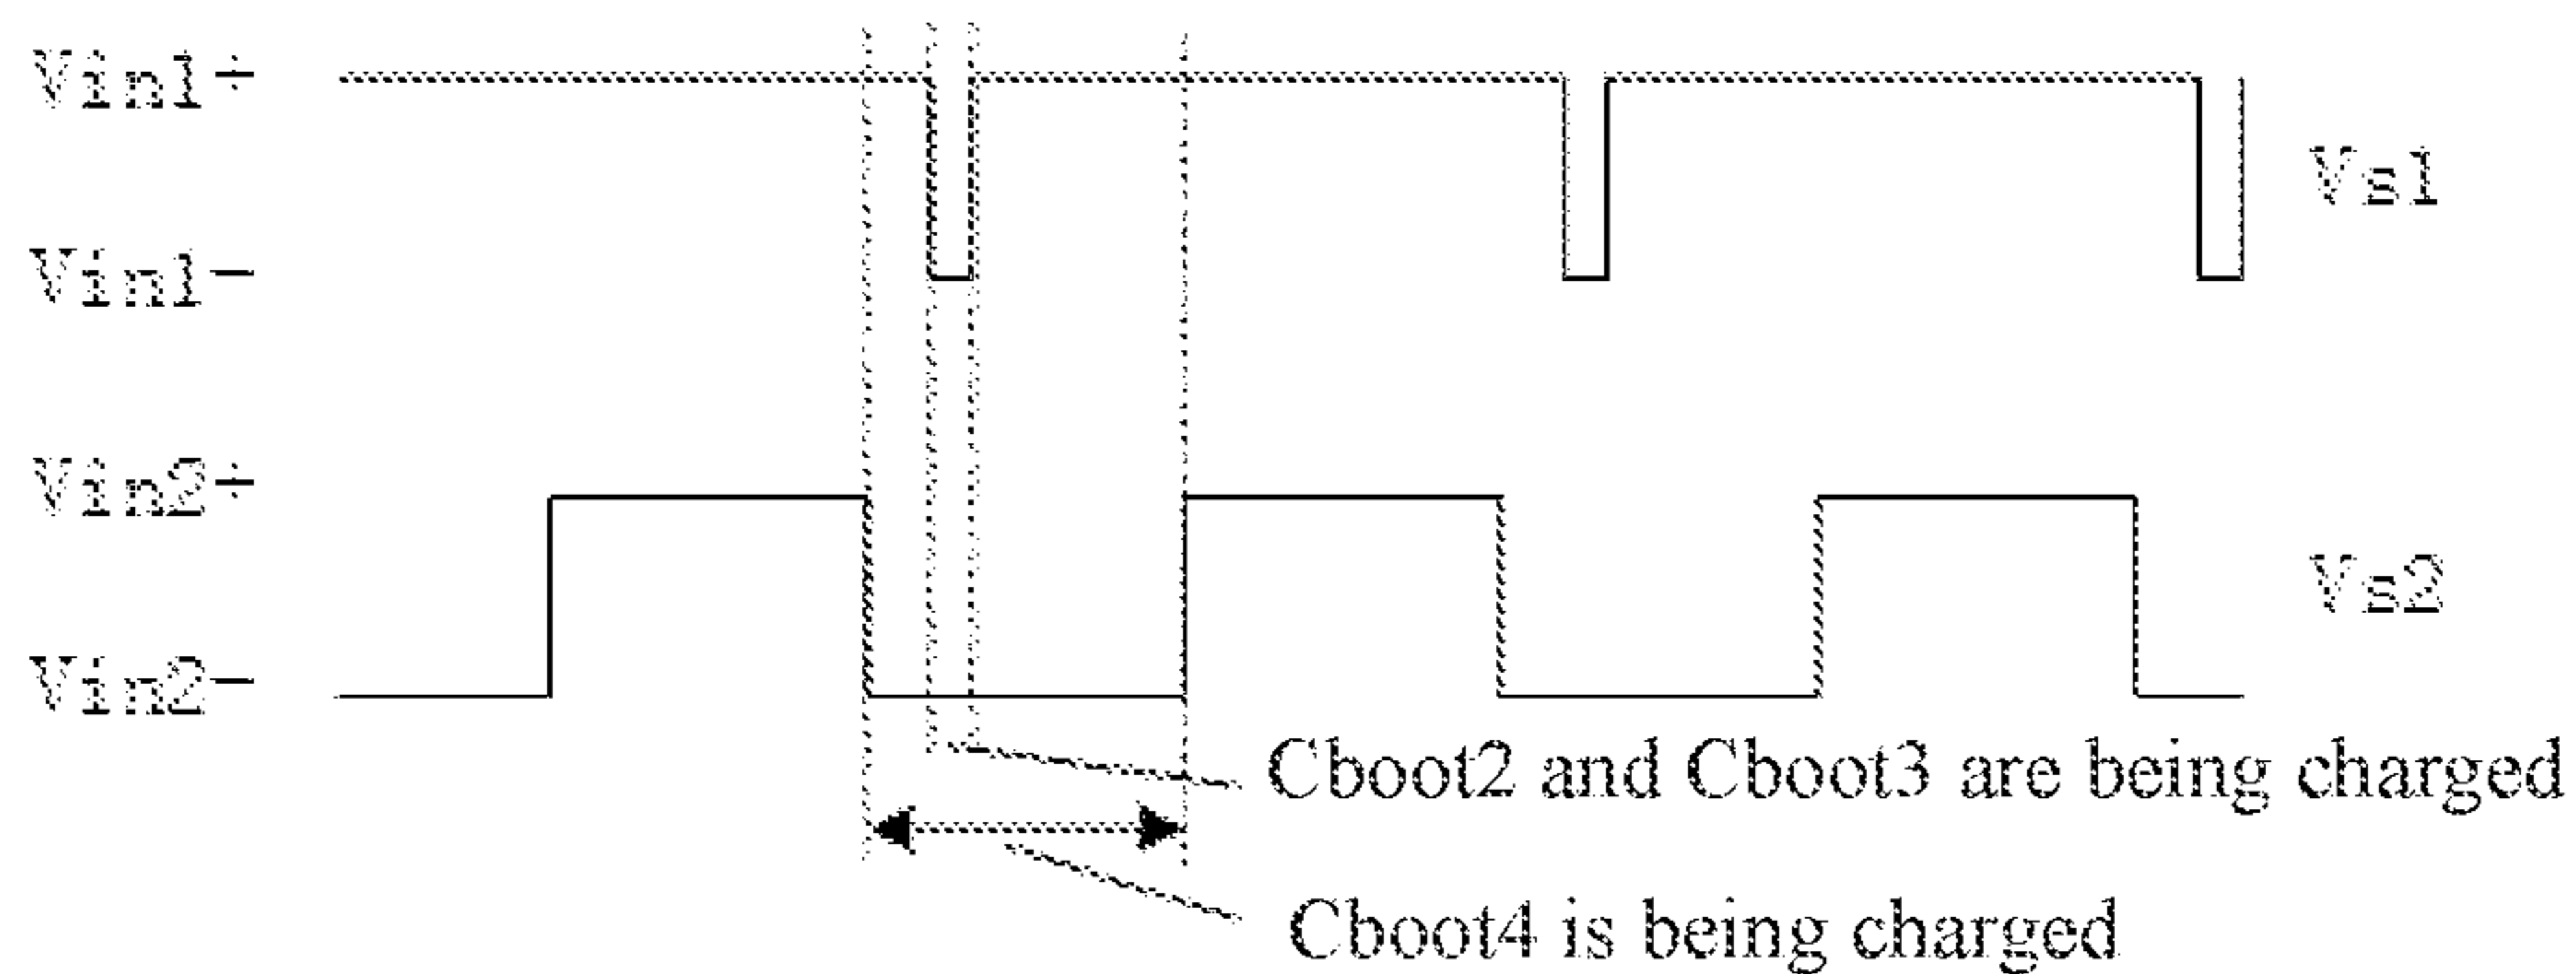 Vin1+
Vs1
Vin1-
Vin2+
Vs2
Vin2-
Cboot2 and Cboot3 are being charged
Cboot4 is being charged